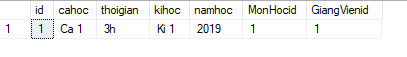 id cahoc thoigian kihoc namhoc MonHocid GiangVienid
1 1 Ca 1 3h Ki 1 2019 1 1